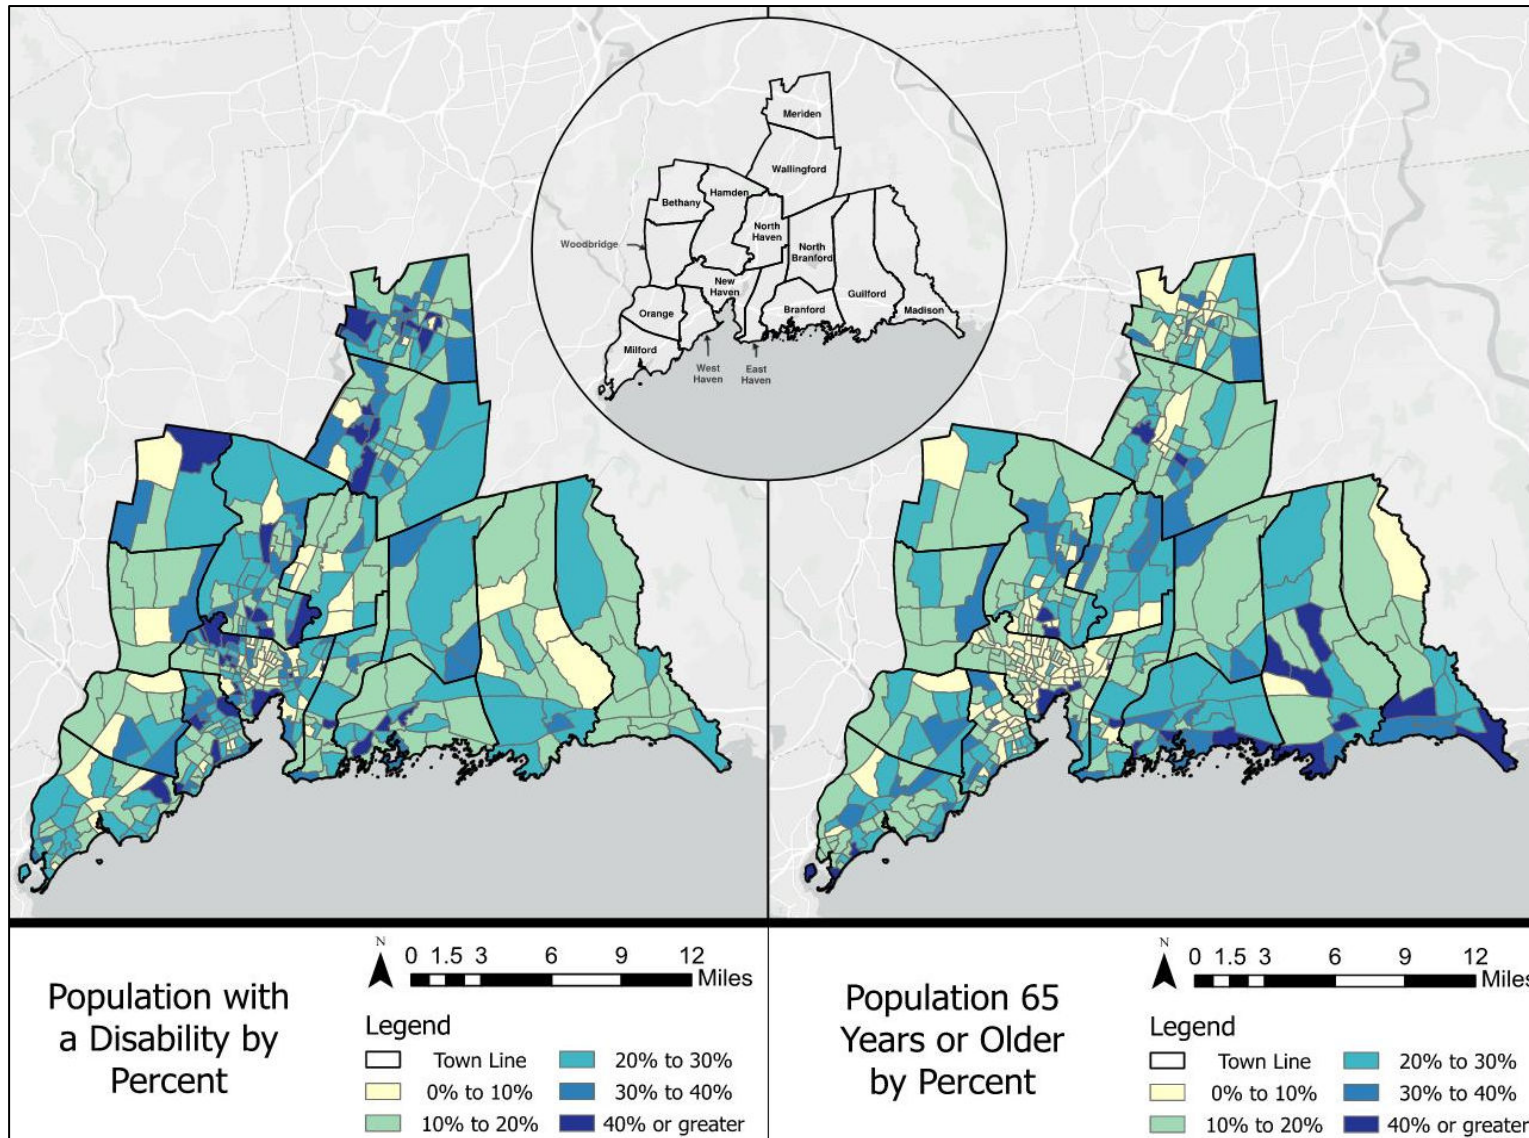 Meriden
Wallingford
Hamden
Bethany
North
Haven
Woodbridge
North
Branford
New
Haven
Guilford
Orange
Branford
Madison
Milford
West
Haven
East
Haven
Population with
a Disability by
Percent
N
0 1.5 3 6 9 12
Miles
Legend
Town Line
0% to 10%
10% to 20%
20% to 30%
30% to 40%
40% or greater
Population 65
Years or Older
by Percent
N
0 1.5 3 6 9 12
Miles
Legend
Town Line
0% to 10%
10% to 20%
20% to 30%
30% to 40%
40% or greater